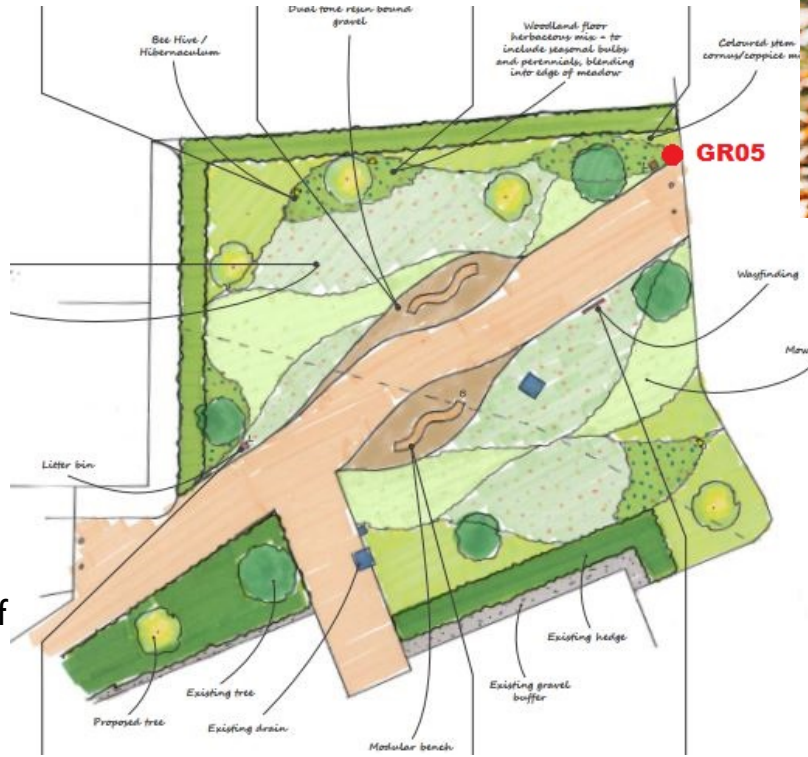 Dual tone resin bound
gravel
Bee Hive /
Hibernaculum
Woodland floor
herbaceous mix - to
include seasonal bulbs
and perennials, blending
into edge of meadow
Coloured stem
cornus/coppice
GR05
Wayfinding
Litter bin
f
Existing hedge
Existing gravel
buffer
Existing tree
Proposed tree
Existing drain
Modular bench